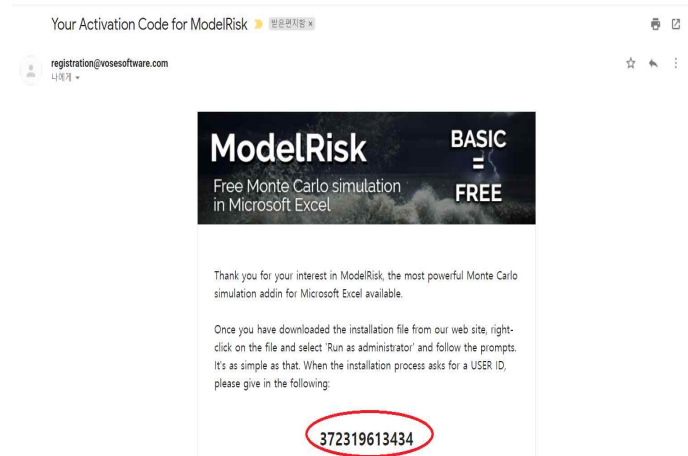 Your Activation Code for ModelRisk 받은편지함 ×
registration@vosesoftware.com
나에게
ModelRisk
Free Monte Carlo simulation
in Microsoft Excel
BASIC
=
FREE
Thank you for your interest in ModelRisk, the most powerful Monte Carlo
simulation addin for Microsoft Excel available.
Once you have downloaded the installation file from our web site, right-
click on the file and select 'Run as administrator' and follow the prompts.
It's as simple as that. When the installation process asks for a USER ID,
please give in the following:
372319613434